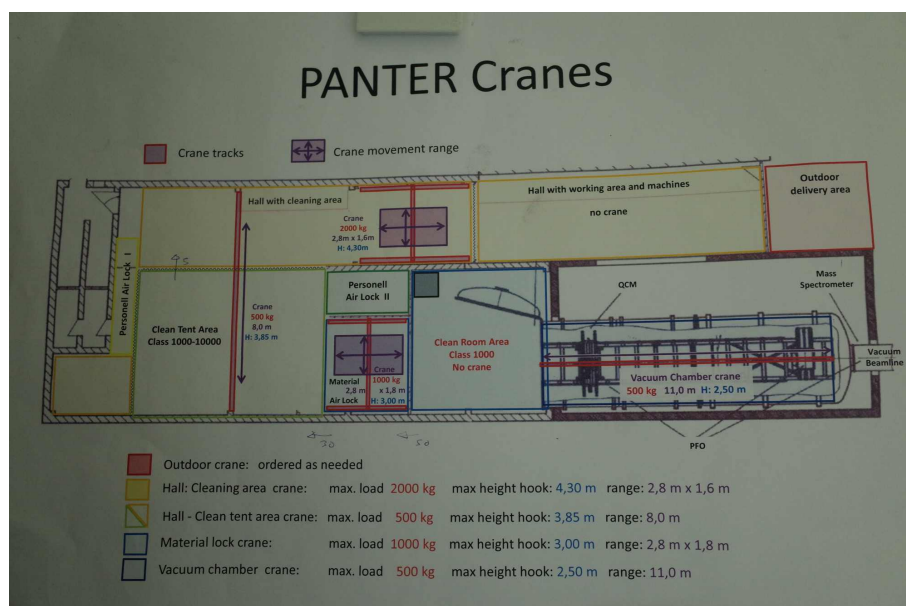 PANTER Cranes
Crane tracks
Crane movement range
Hall with cleaning area
Crane
2000 kg
2,8m x 1,6m
H: 4,30m
Hall with working area and machines
no crane
Outdoor
delivery area
Personell Air Lock I
5
Clean Tent Area
Class 1000-10000
Crane
500 kg
8,0 m
H: 3,85 m
Personell
Air Lock II
Material
Air Lock
Crane
1000 kg
2,8 m x 1,8 m
H: 3,00 m
Clean Room Area
Class 1000
No crane
QCM
Mass
Spectrometer
Vacuum
Beamline
Vacuum Chamber crane
500 kg 11,0 m H: 2,50 m
PFO
50
Outdoor crane: ordered as needed
Hall: Cleaning area crane: max. load 2000 kg max height hook: 4,30 m range: 2,8 m x 1,6 m
Hall - Clean tent area crane: max. load 500 kg max height hook: 3,85 m range: 8,0 m
Material lock crane: max. load 1000 kg max height hook: 3,00 m range: 2,8 m x 1,8 m
Vacuum chamber crane: max. load 500 kg max height hook: 2,50 m range: 11,0 m